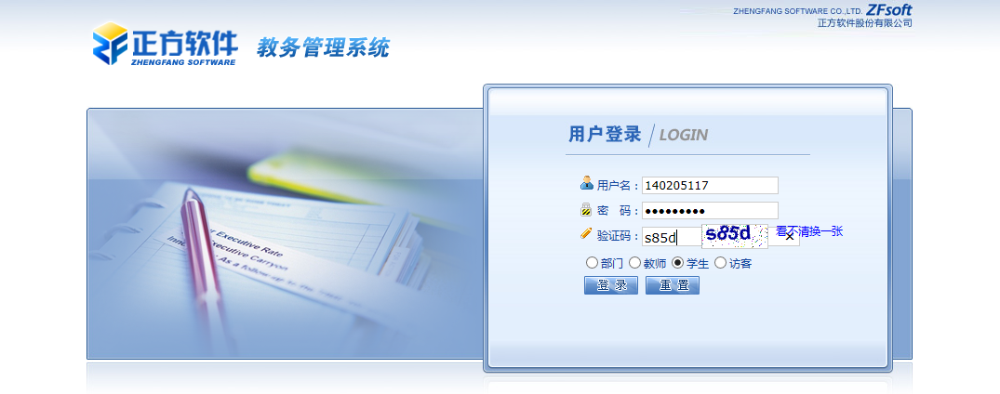 ZHENGFANG SOFTWARE CO.,LTD. ZFsoft
正方软件股份有限公司
正方软件 教务管理系统
ZHENGFANG SOFTWARE
用户登录 LOGIN
用户名： 140205117
密 码： •••••••••
验证码： s85d s85d 看不清换一张
部门 教师 学生 访客
登 录 重 置
Executive Rate
Executive Carryon
As a follow-up to the